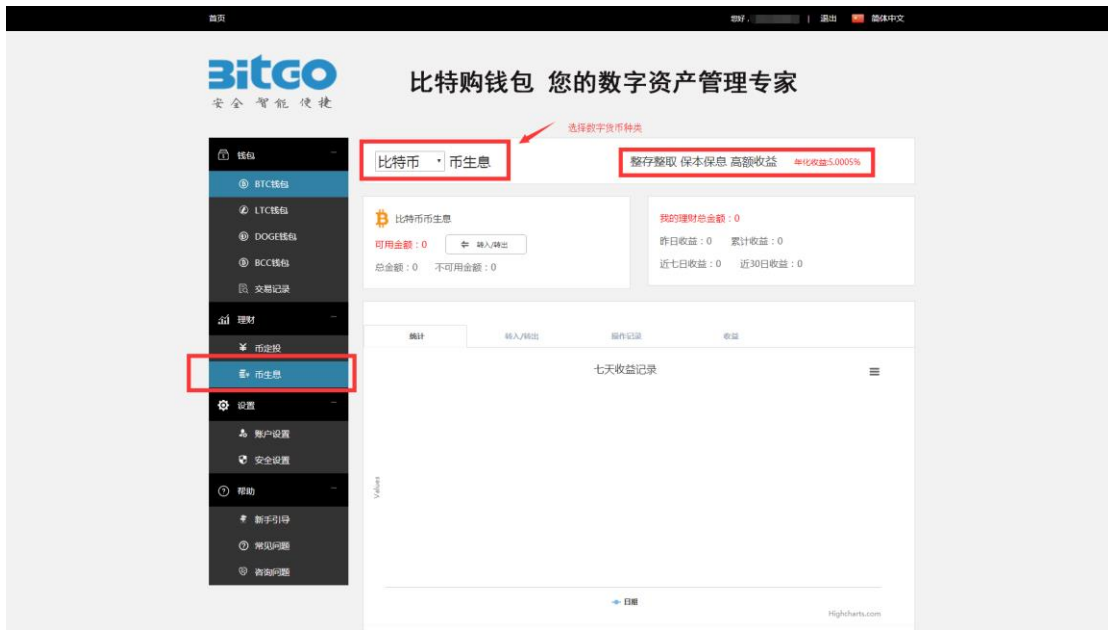 首页
您好， | 退出 简体中文
BitGO
安全 智能 便捷
比特购钱包 您的数字资产管理专家
选择数字货币种类
钱包
BTC钱包
LTC钱包
DOGE钱包
BCC钱包
交易记录
理财
币定投
币生息
设置
账户设置
安全设置
帮助
新手引导
常见问题
咨询问题
比特币 币生息
整存整取 保本保息 高额收益 年化收益:5.0005%
比特币币生息
可用金额：0 转入/转出
总金额：0 不可用金额：0
我的理财总金额：0
昨日收益：0 累计收益：0
近七日收益：0 近30日收益：0
统计 转入/转出 操作记录 收益
七天收益记录
Values
日期
Highcharts.com